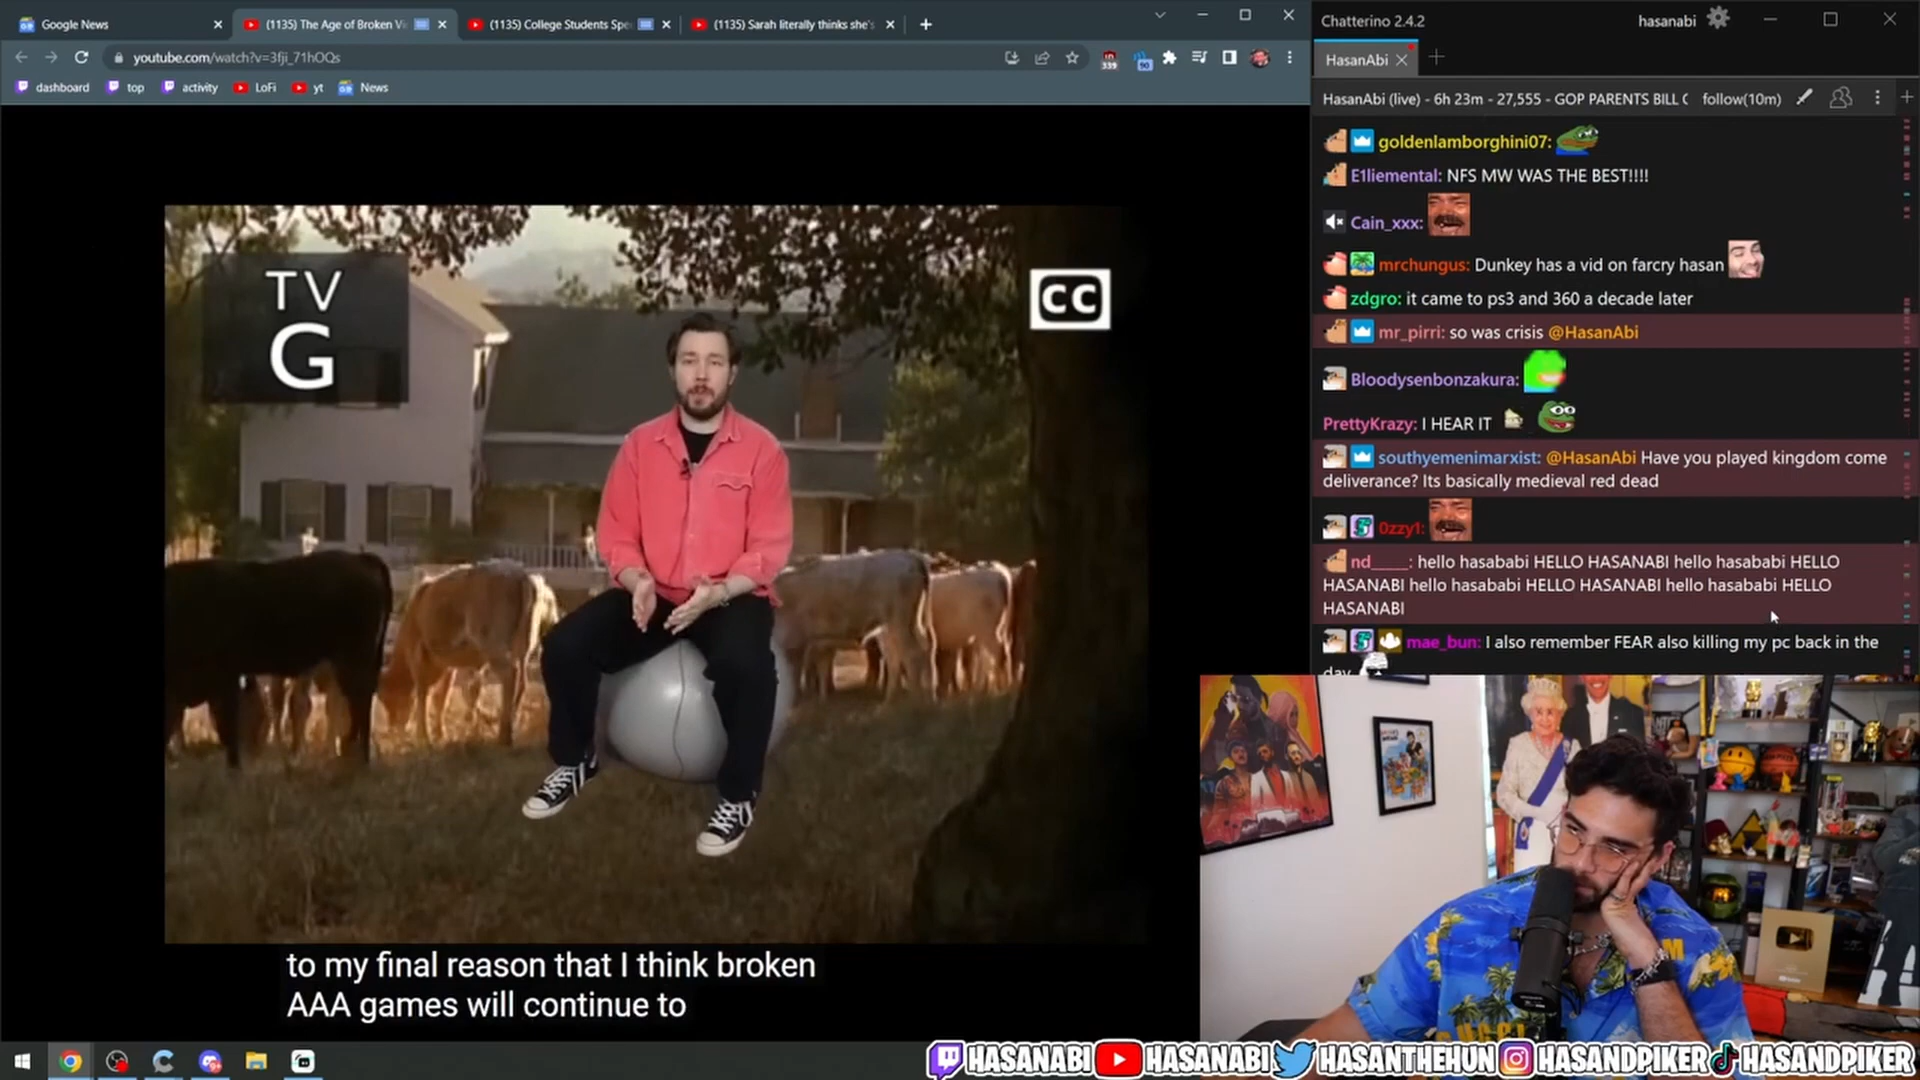 Google News
(1135) The Age of Broken Vi
(1135) College Students Spe
(1135) Sarah literally thinks she's
youtube.com/watch?v=3fji_71hOQs
339
90
dashboard
top
activity
LoFi
yt
News
TV
G
CC
to my final reason that I think broken
AAA games will continue to
Chatterino 2.4.2
hasanabi
HasanAbi
HasanAbi (live) - 6h 23m - 27,555 - GOP PARENTS BILL
follow(10m)
goldenlamborghini07:
E1liemental: NFS MW WAS THE BEST!!!!
Cain_xxx:
mrchungus: Dunkey has a vid on farcry hasan
zdgro: it came to ps3 and 360 a decade later
mr_pirri: so was crisis @HasanAbi
Bloodysenbonzakura:
PrettyKrazy: I HEAR IT
southyemenimarxist: @HasanAbi Have you played kingdom come
deliverance? Its basically medieval red dead
0zzy1:
nd____: hello hasababi HELLO HASANABI hello hasababi HELLO
HASANABI hello hasababi HELLO HASANABI hello hasababi HELLO
HASANABI
mae_bun: I also remember FEAR also killing my pc back in the
day
HASANABI HASANABI HASANTHEHUN HASANDPIKER HASANDPIKER